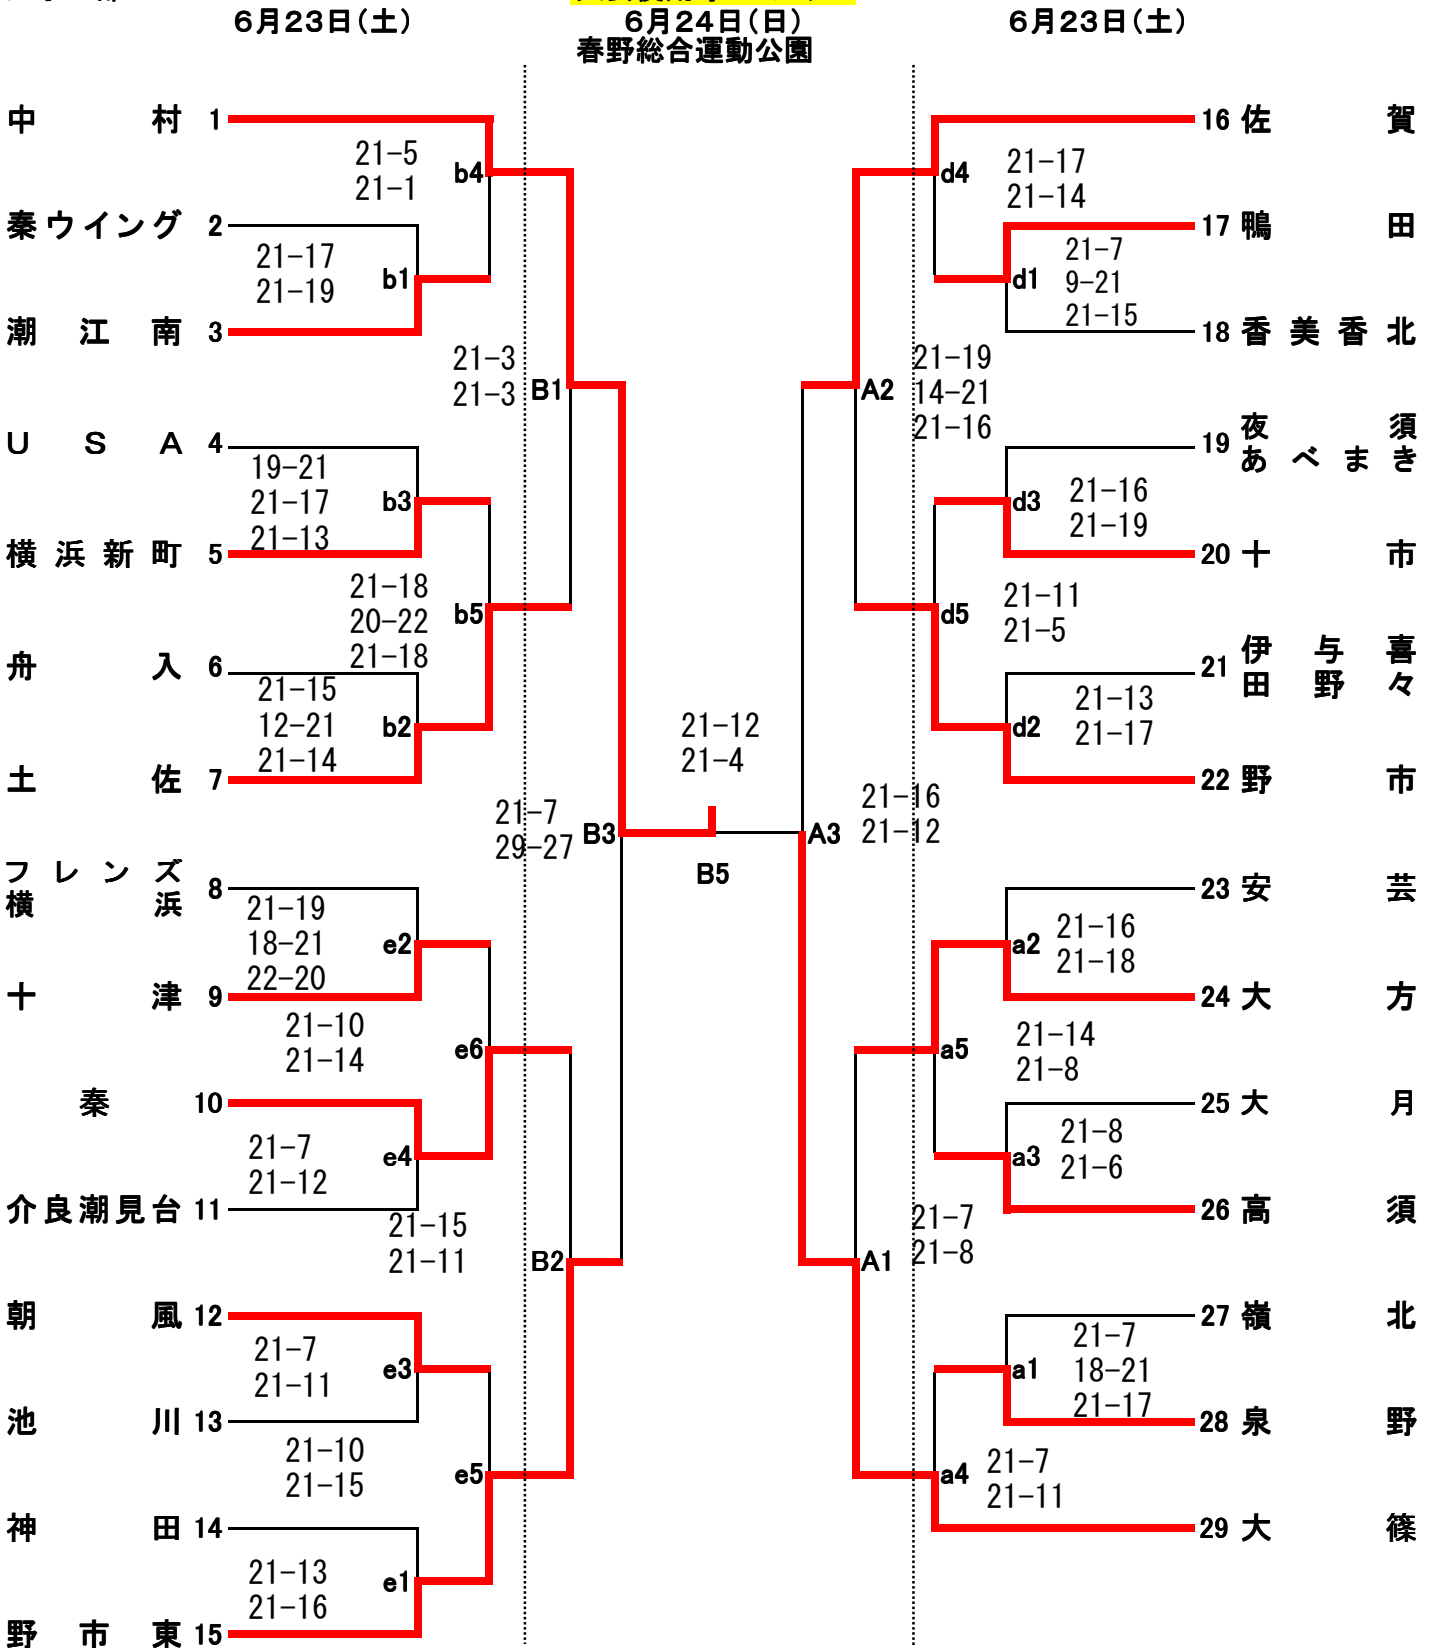 6月23日(土)
6月24日(日)
春野総合運動公園
6月23日(土)
中村 1
21-5
21-1
b4
秦ウイング 2
21-17
21-19
b1
潮江南 3
21-3
21-3
B1
USA 4
19-21
21-17
21-13
b3
横浜新町 5
21-18
20-22
21-18
b5
舟入 6
21-15
12-21
21-14
b2
土佐 7
21-7
29-27
B3
フレンズ
横浜
8
21-19
18-21
22-20
e2
十津 9
21-10
21-14
e6
秦 10
21-7
21-12
e4
介良潮見台 11
21-15
21-11
B2
朝風 12
21-7
21-11
e3
池川 13
21-10
21-15
e5
神田 14
21-13
21-16
e1
野市東 15
21-12
21-4
B5
16 佐賀
d4
21-17
21-14
17 鴨田
d1
21-7
9-21
21-15
18 香美香北
A2
21-19
14-21
21-16
19
夜須
あべまき
d3
21-16
21-19
20 十市
d5
21-11
21-5
21
伊与喜
田野々
d2
21-13
21-17
22 野市
A3
21-16
21-12
23 安芸
a2
21-16
21-18
24 大方
a5
21-14
21-8
25 大月
a3
21-8
21-6
26 高須
A1
21-7
21-8
27 嶺北
a1
21-7
18-21
21-17
28 泉野
a4
21-7
21-11
29 大篠